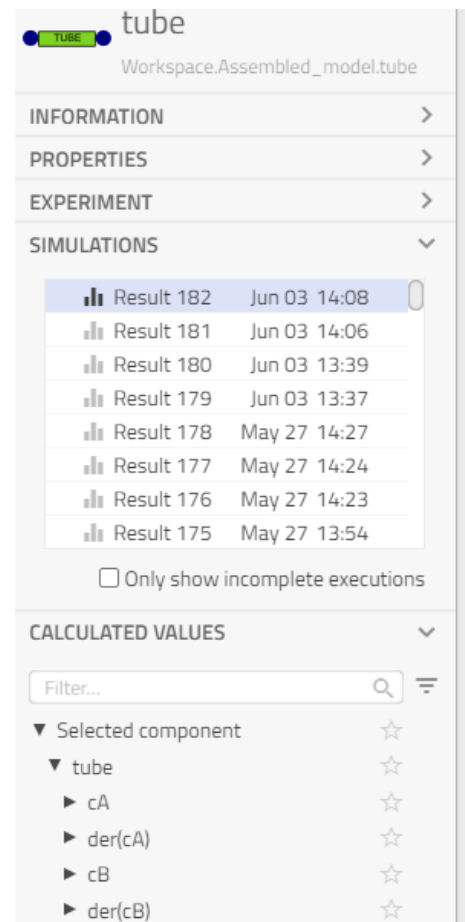 tube
TUBE
Workspace.Assembled_model.tube
INFORMATION
PROPERTIES
EXPERIMENT
SIMULATIONS
Result 182 Jun 03 14:08
Result 181 Jun 03 14:06
Result 180 Jun 03 13:39
Result 179 Jun 03 13:37
Result 178 May 27 14:27
Result 177 May 27 14:24
Result 176 May 27 14:23
Result 175 May 27 13:54
Only show incomplete executions
CALCULATED VALUES
Filter...
Selected component
tube
cA
der(cA)
cB
der(cB)